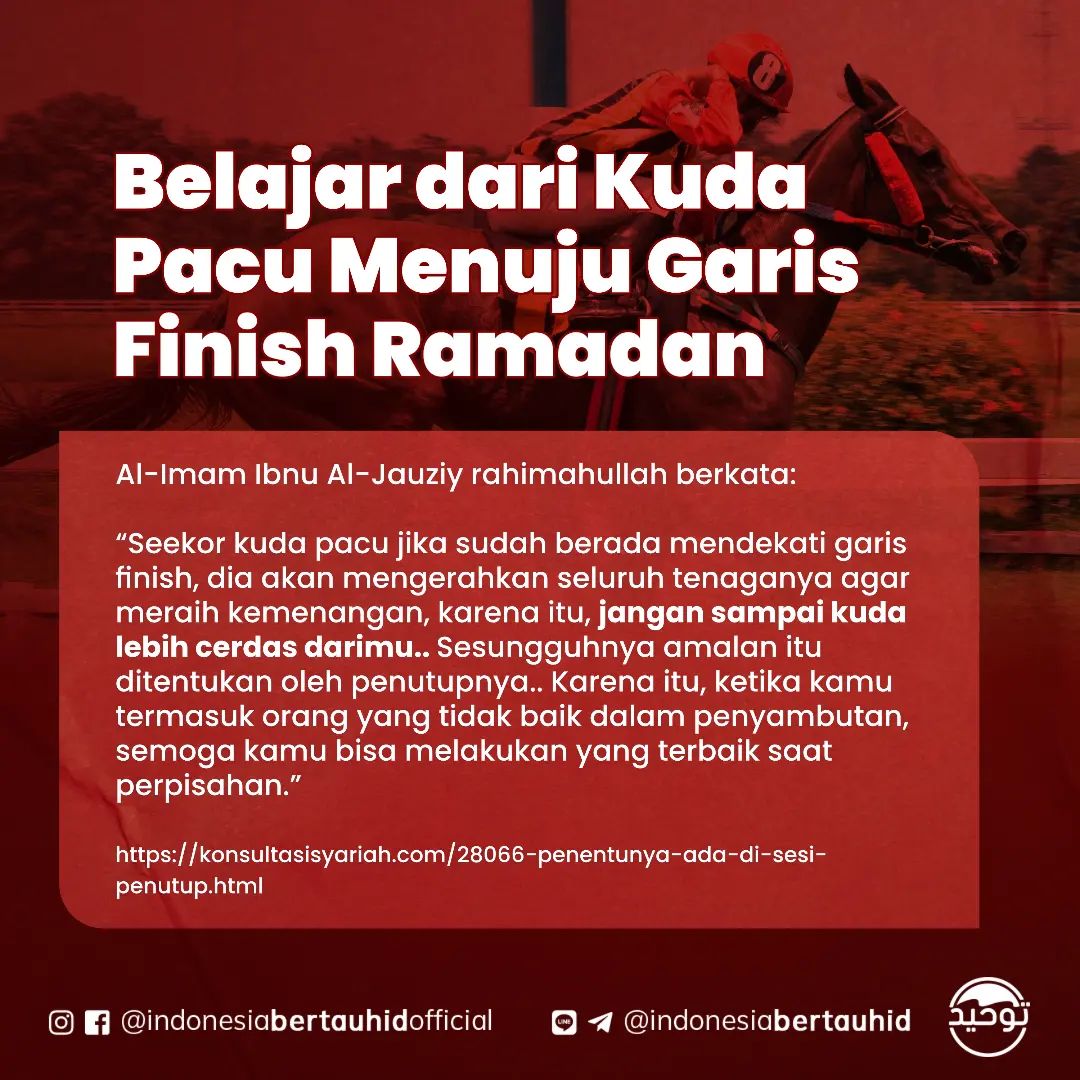 8
Belajar dari Kuda
Pacu Menuju Garis
Finish Ramadan
Al-Imam Ibnu Al-Jauziy rahimahullah berkata:
“Seekor kuda pacu jika sudah berada mendekati garis
finish, dia akan mengerahkan seluruh tenaganya agar
meraih kemenangan, karena itu, jangan sampai kuda
lebih cerdas darimu.. Sesungguhnya amalan itu
ditentukan oleh penutupnya.. Karena itu, ketika kamu
termasuk orang yang tidak baik dalam penyambutan,
semoga kamu bisa melakukan yang terbaik saat
perpisahan.”
https://konsultasisyariah.com/28066-penentunya-ada-di-sesi-
penutup.html
@indonesiabertauhidofficial
LINE
@indonesiabertauhid
توحيد